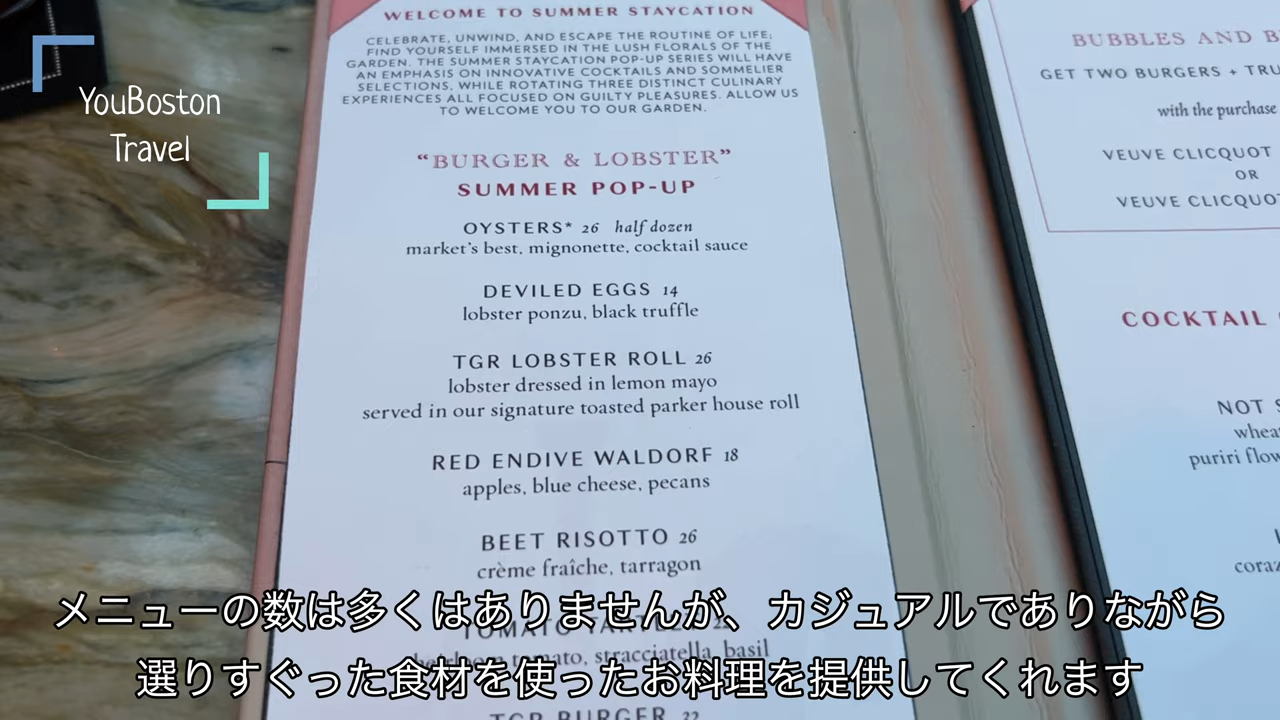 WELCOME TO SUMMER STAYCATION
CELEBRATE, UNWIND, AND ESCAPE THE ROUTINE OF LIFE;
FIND YOURSELF IMMERSED IN THE LUSH FLORALS OF THE
GARDEN. THE SUMMER STAYCATION POP-UP SERIES WILL HAVE
AN EMPHASIS ON INNOVATIVE COCKTAILS AND SOMMELIER
SELECTIONS, WHILE ROTATING THREE DISTINCT CULINARY
EXPERIENCES ALL FOCUSED ON GUILTY PLEASURES. ALLOW US
TO WELCOME YOU TO OUR GARDEN.
YouBoston
Travel
"BURGER & LOBSTER"
SUMMER POP-UP
OYSTERS* 26 half dozen
market's best, mignonette, cocktail sauce
DEVILED EGGS 14
lobster ponzu, black truffle
TGR LOBSTER ROLL 26
lobster dressed in lemon mayo
served in our signature toasted parker house roll
RED ENDIVE WALDORF 18
apples, blue cheese, pecans
BEET RISOTTO 26
crème fraîche, tarragon
heirloom tomato, stracciatella, basil
TGR BURGER 22
BUBBLES AND
GET TWO BURGERS +
with the purchase
VEUVE CLICQUOT
OR
VEUVE CLICQUOT
COCKTAIL
NOT
puriri
メニューの数は多くはありませんが、カジュアルでありながら
選りすぐった食材を使ったお料理を提供してくれます